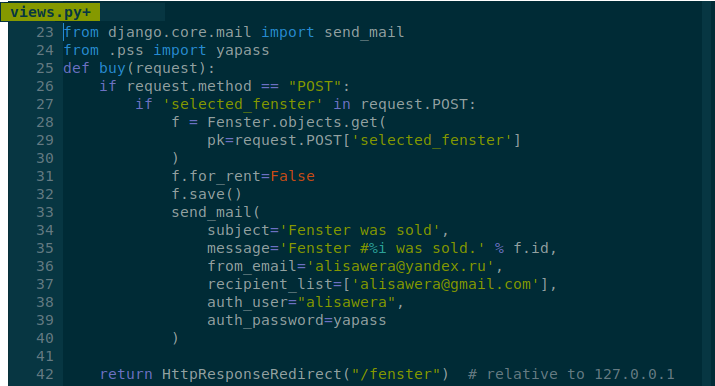 views.py+
23 from django.core.mail import send_mail
24 from .pss import yapass
25 def buy(request):
26     if request.method == "POST":
27         if 'selected_fenster' in request.POST:
28             f = Fenster.objects.get(
29                 pk=request.POST['selected_fenster']
30             )
31             f.for_rent=False
32             f.save()
33             send_mail(
34                 subject='Fenster was sold',
35                 message='Fenster #%i was sold.' % f.id,
36                 from_email='alisawera@yandex.ru',
37                 recipient_list=['alisawera@gmail.com'],
38                 auth_user="alisawera",
39                 auth_password=yapass
40             )
41
42     return HttpResponseRedirect("/fenster")  # relative to 127.0.0.1